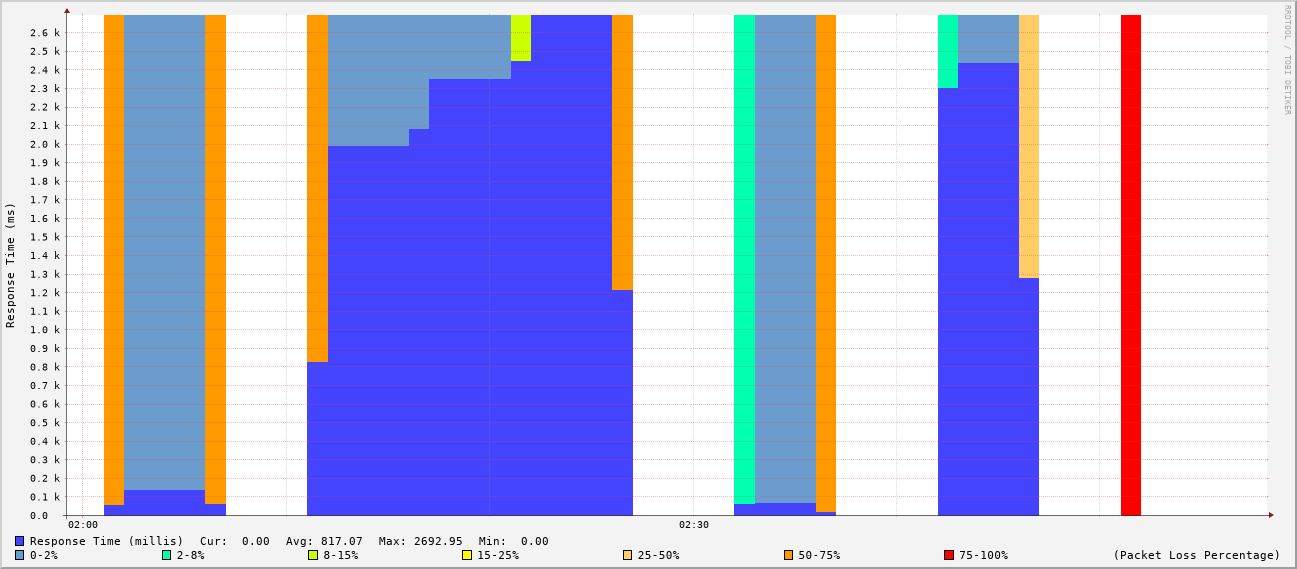 RRDTOOL / TOBI OETIKER
Response Time (ms)
2.6 k
2.5 k
2.4 k
2.3 k
2.2 k
2.1 k
2.0 k
1.9 k
1.8 k
1.7 k
1.6 k
1.5 k
1.4 k
1.3 k
1.2 k
1.1 k
1.0 k
0.9 k
0.8 k
0.7 k
0.6 k
0.5 k
0.4 k
0.3 k
0.2 k
0.1 k
0.0
02:00 02:30
Response Time (millis) Cur: 0.00 Avg: 817.07 Max: 2692.95 Min: 0.00
0-2% 2-8% 8-15% 15-25% 25-50% 50-75% 75-100% (Packet Loss Percentage)